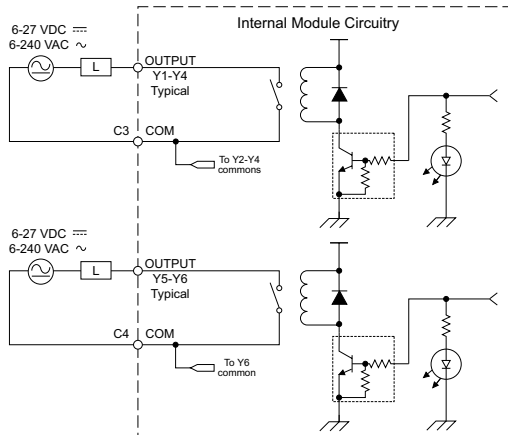 Internal Module Circuitry
6-27 VDC ⎓
6-240 VAC ∿
L
OUTPUT
Y1-Y4
Typical
C3
COM
To Y2-Y4
commons
6-27 VDC ⎓
6-240 VAC ∿
L
OUTPUT
Y5-Y6
Typical
C4
COM
To Y6
common